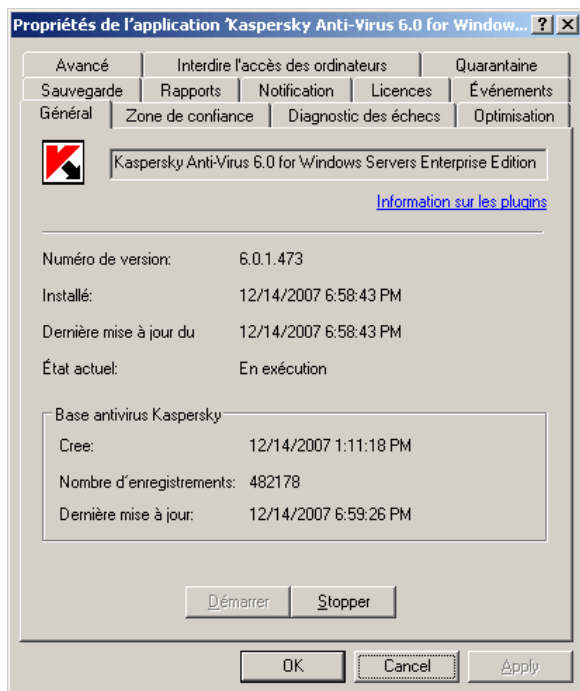 Propriétés de l'application 'Kaspersky Anti-Virus 6.0 for Window...
Avancé Interdire l'accès des ordinateurs Quarantaine
Sauvegarde Rapports Notification Licences Événements
Général Zone de confiance Diagnostic des échecs Optimisation
Kaspersky Anti-Virus 6.0 for Windows Servers Enterprise Edition
Information sur les plugins
Numéro de version: 6.0.1.473
Installé: 12/14/2007 6:58:43 PM
Dernière mise à jour du 12/14/2007 6:58:43 PM
État actuel: En exécution
Base antivirus Kaspersky
Cree: 12/14/2007 1:11:18 PM
Nombre d'enregistrements: 482178
Dernière mise à jour: 12/14/2007 6:59:26 PM
Démarrer Stopper
OK Cancel Apply